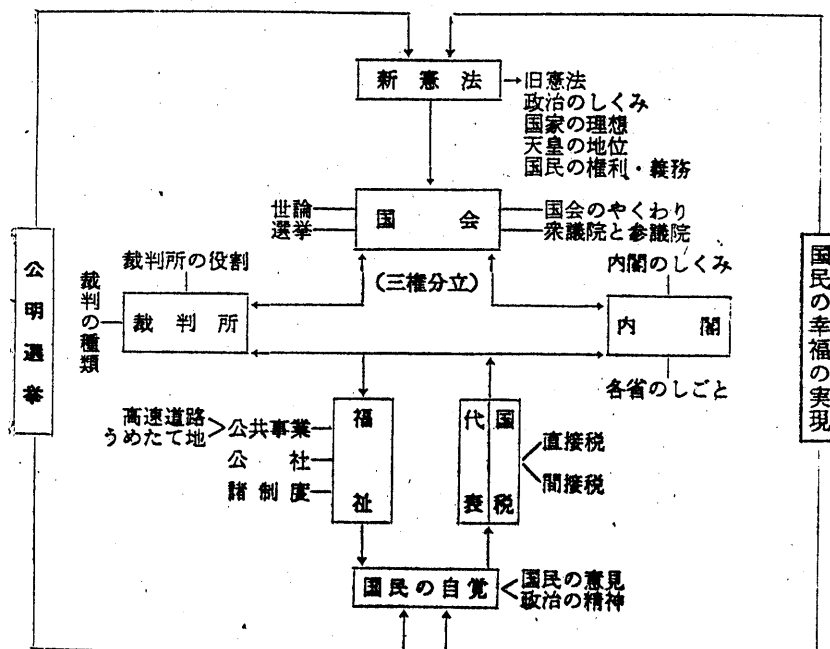 新憲法
旧憲法
政治のしくみ
国家の理想
天皇の地位
国民の権利・義務
世論
選挙
国会
国会のやくわり
衆議院と参議院
公明選挙
裁判所の役割
裁判の種類
裁判所
(三権分立)
内閣のしくみ
内閣
各省のしごと
国民の幸福の実現
高速道路
うめたて地
公共事業
公社
諸制度
福祉
代表
国税
直接税
間接税
国民の自覚
国民の意見
政治の精神